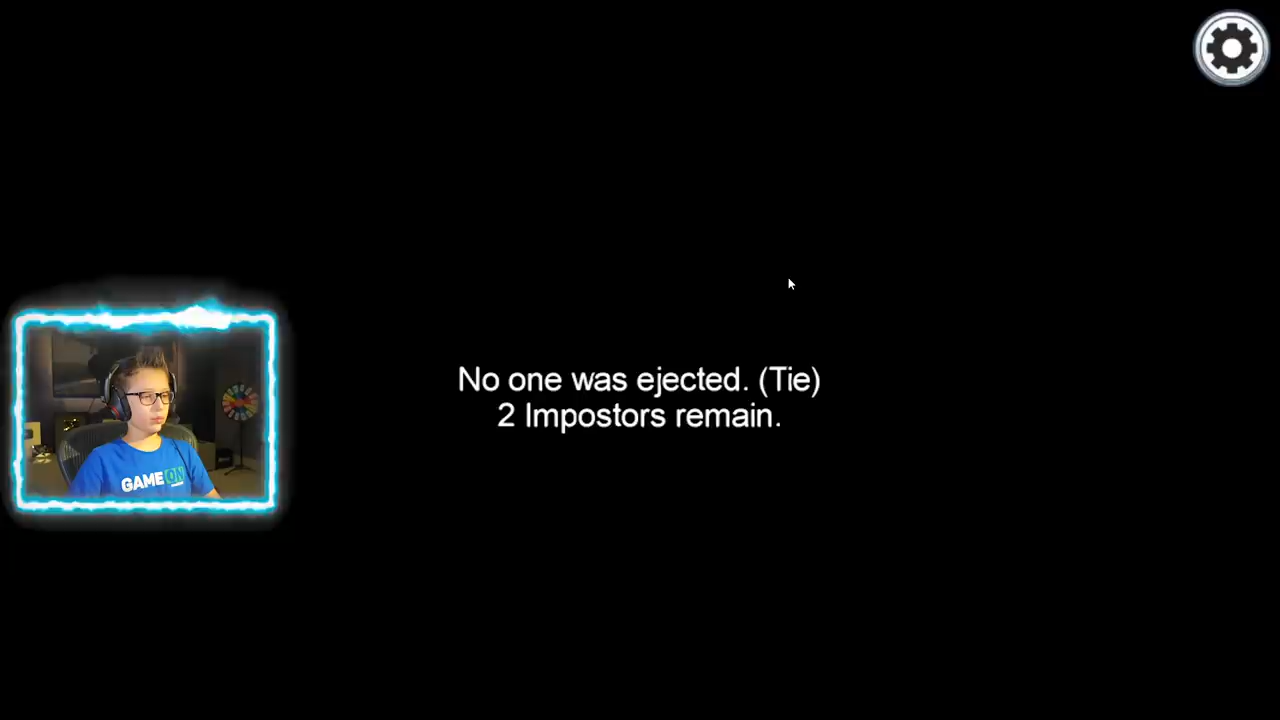 No one was ejected. (Tie)
2 Impostors remain.
GAME ON